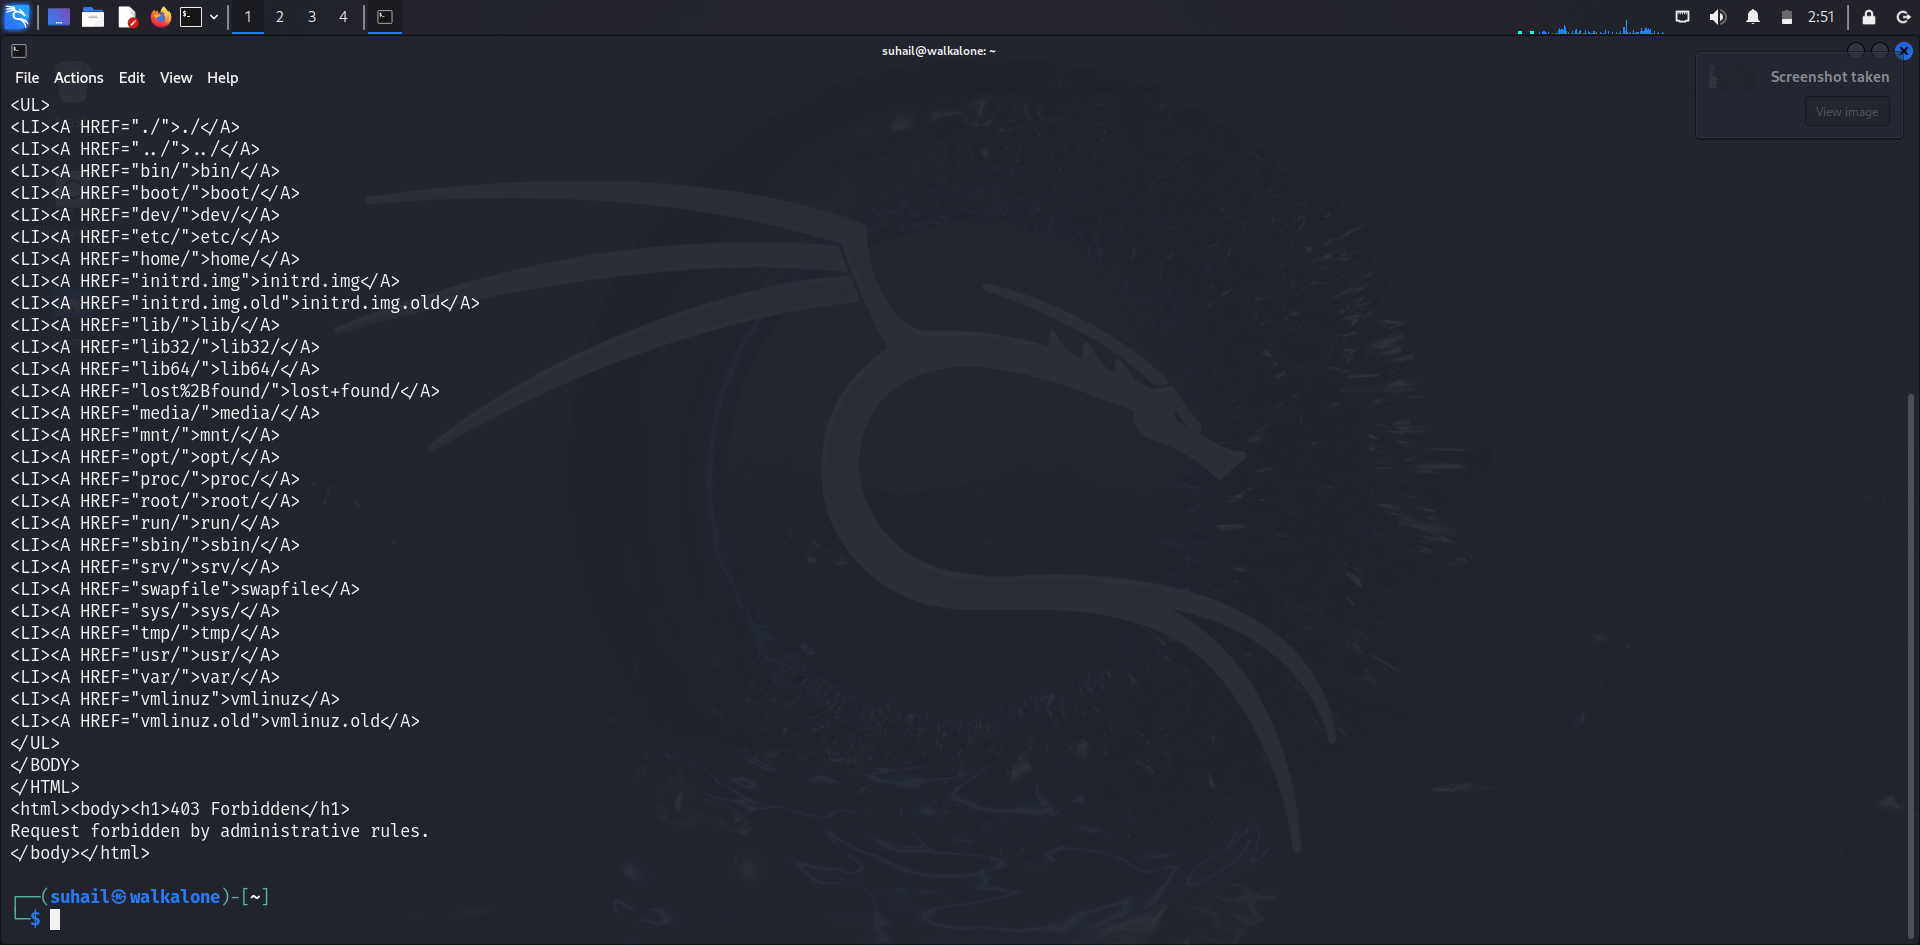 1 2 3 4 2:51
suhail@walkalone: ~
File Actions Edit View Help
Screenshot taken
View image
<UL>
<LI><A HREF="./">./</A>
<LI><A HREF="../">../</A>
<LI><A HREF="bin/">bin/</A>
<LI><A HREF="boot/">boot/</A>
<LI><A HREF="dev/">dev/</A>
<LI><A HREF="etc/">etc/</A>
<LI><A HREF="home/">home/</A>
<LI><A HREF="initrd.img">initrd.img</A>
<LI><A HREF="initrd.img.old">initrd.img.old</A>
<LI><A HREF="lib/">lib/</A>
<LI><A HREF="lib32/">lib32/</A>
<LI><A HREF="lib64/">lib64/</A>
<LI><A HREF="lost%2Bfound/">lost+found/</A>
<LI><A HREF="media/">media/</A>
<LI><A HREF="mnt/">mnt/</A>
<LI><A HREF="opt/">opt/</A>
<LI><A HREF="proc/">proc/</A>
<LI><A HREF="root/">root/</A>
<LI><A HREF="run/">run/</A>
<LI><A HREF="sbin/">sbin/</A>
<LI><A HREF="srv/">srv/</A>
<LI><A HREF="swapfile">swapfile</A>
<LI><A HREF="sys/">sys/</A>
<LI><A HREF="tmp/">tmp/</A>
<LI><A HREF="usr/">usr/</A>
<LI><A HREF="var/">var/</A>
<LI><A HREF="vmlinuz">vmlinuz</A>
<LI><A HREF="vmlinuz.old">vmlinuz.old</A>
</UL>
</BODY>
</HTML>
<html><body><h1>403 Forbidden</h1>
Request forbidden by administrative rules.
</body></html>
┌──(suhail㉿walkalone)-[~]
└─$